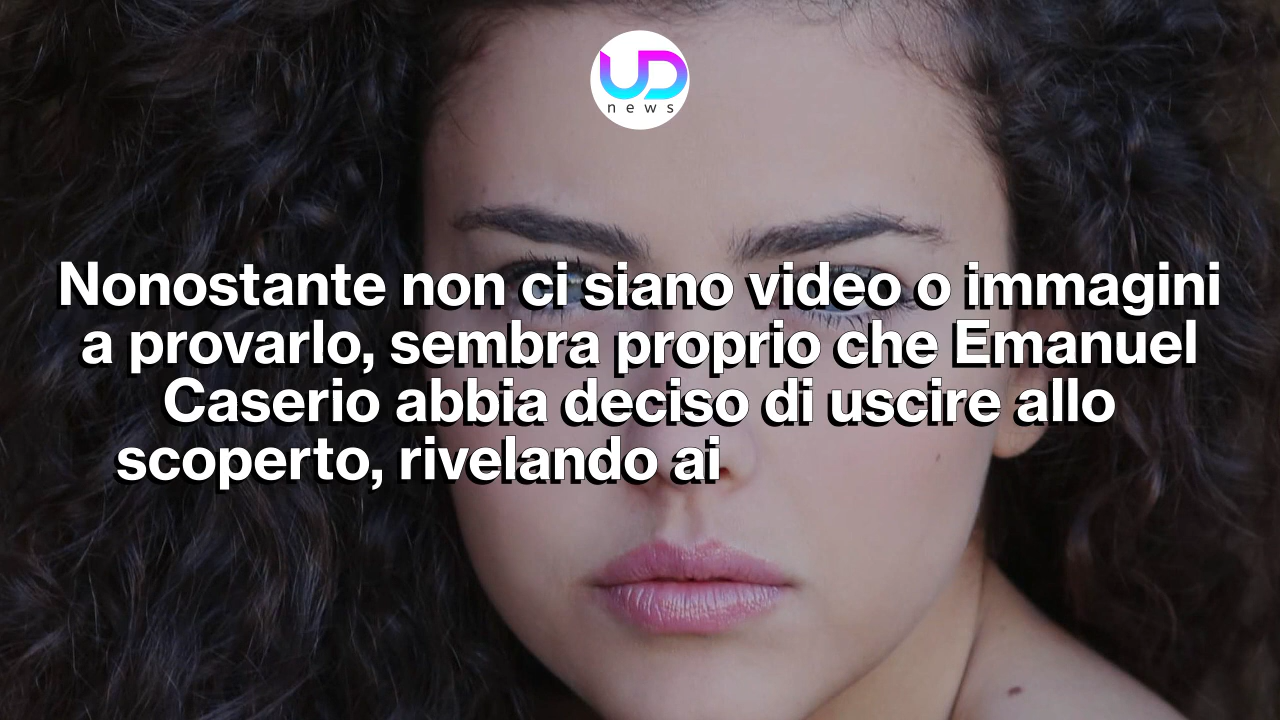 UD
news
Nonostante non ci siano video o immagini
a provarlo, sembra proprio che Emanuel
Caserio abbia deciso di uscire allo
scoperto, rivelando ai